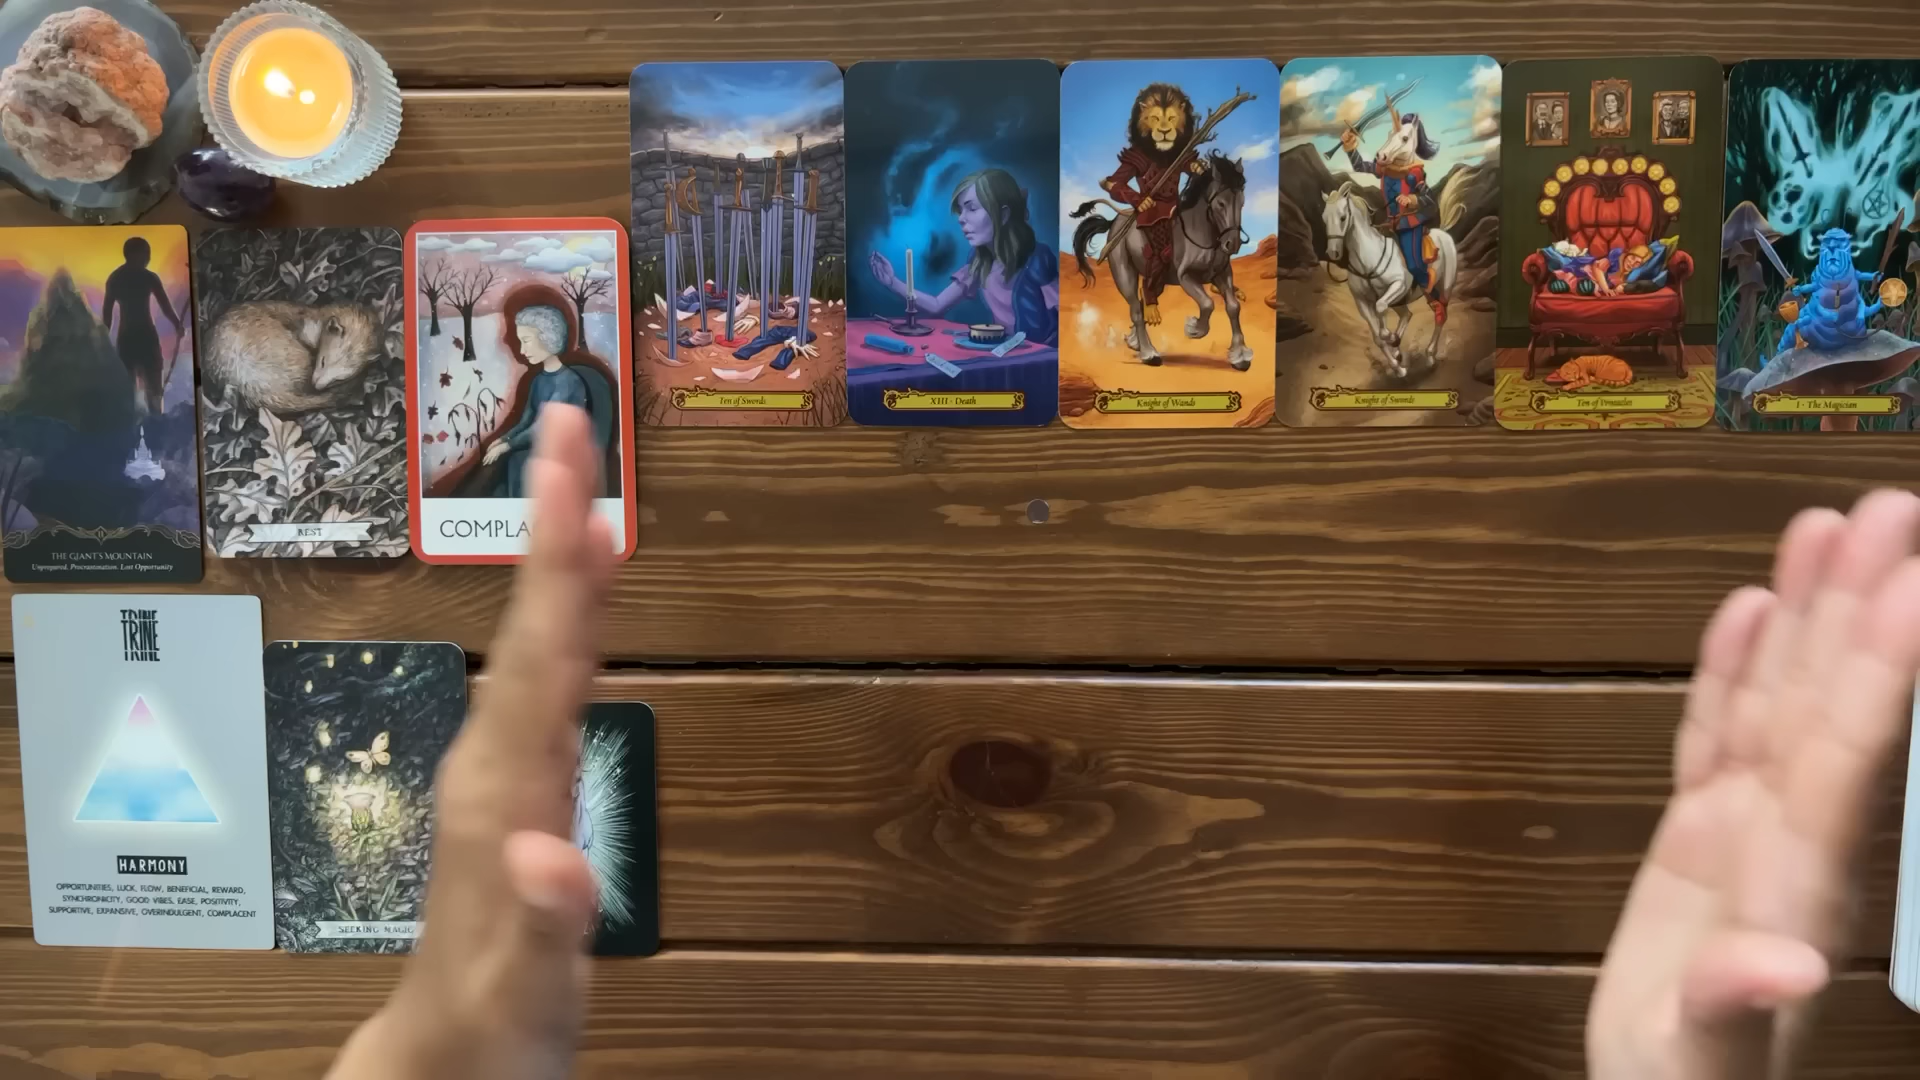 Ten of Swords
XIII - Death
Knight of Wands
Knight of Swords
Ten of Pentacles
I - The Magician
II
THE GIANT'S MOUNTAIN
Unprepared. Procrastination. Lost Opportunity
REST
COMPLA
TRINE
HARMONY
OPPORTUNITIES, LUCK, FLOW, BENEFICIAL, REWARD,
SYNCHRONICITY, GOOD VIBES, EASE, POSITIVITY,
SUPPORTIVE, EXPANSIVE, OVERINDULGENT, COMPLACENT
SEEKING MAGIC